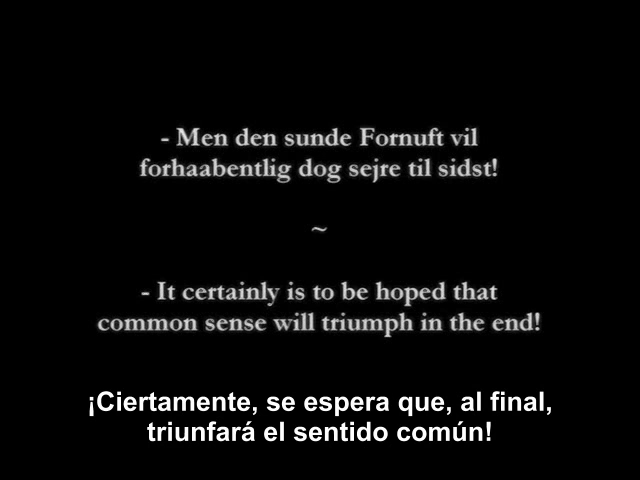 - Men den sunde Fornuft vil
forhaabentlig dog sejre til sidst!
~
- It certainly is to be hoped that
common sense will triumph in the end!
¡Ciertamente, se espera que, al final,
triunfará el sentido común!